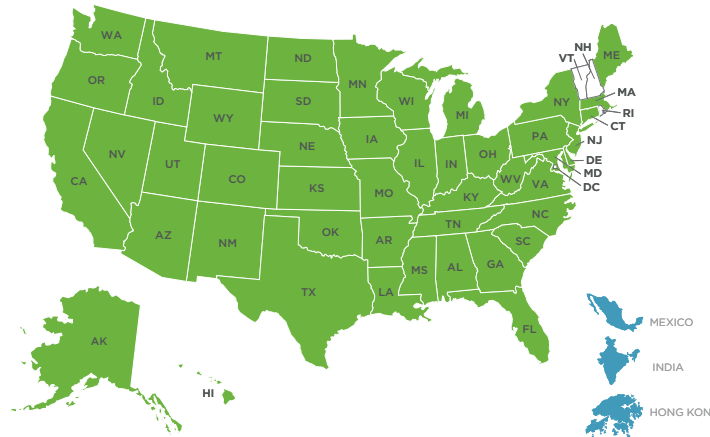 WA
MT
ND
MN
OR
ID
WY
SD
WI
MI
NY
VT
NH
ME
MA
RI
CT
NJ
DE
MD
DC
PA
NV
UT
CO
NE
IA
IL
IN
OH
WV
VA
CA
KS
MO
KY
NC
TN
AZ
NM
OK
AR
SC
GA
AL
MS
LA
TX
FL
AK
HI
MEXICO
INDIA
HONG KON